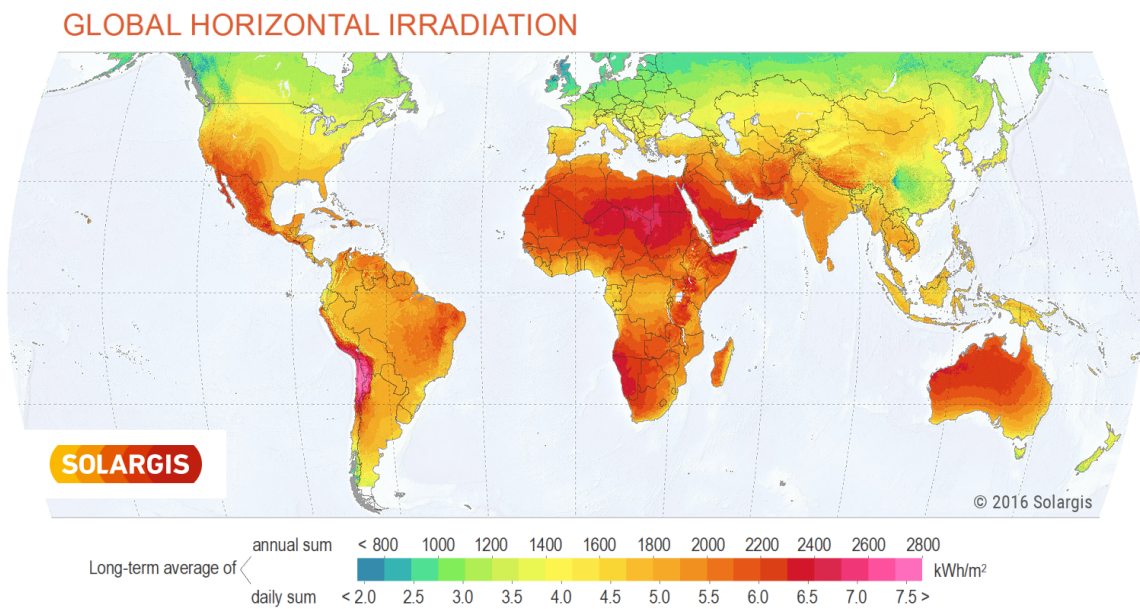 GLOBAL HORIZONTAL IRRADIATION
SOLARGIS
© 2016 Solargis
annual sum < 800 1000 1200 1400 1600 1800 2000 2200 2400 2600 2800
Long-term average of kWh/m²
daily sum < 2.0 2.5 3.0 3.5 4.0 4.5 5.0 5.5 6.0 6.5 7.0 7.5 >